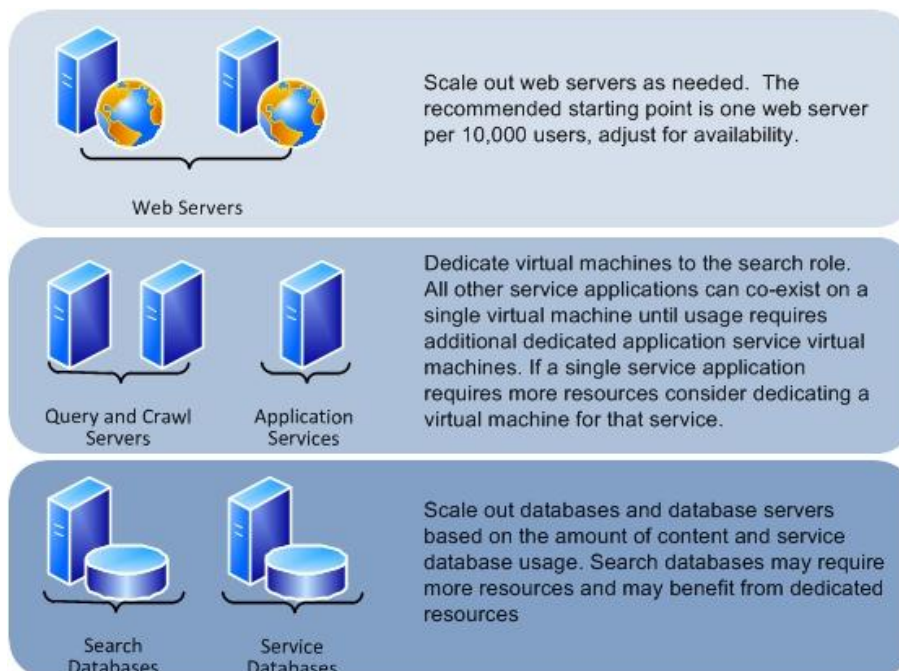 Scale out web servers as needed.  The
recommended starting point is one web server
per 10,000 users, adjust for availability.
Web Servers
Dedicate virtual machines to the search role.
All other service applications can co-exist on a
single virtual machine until usage requires
additional dedicated application service virtual
machines. If a single service application
requires more resources consider dedicating a
virtual machine for that service.
Query and Crawl
Servers
Application
Services
Scale out databases and database servers
based on the amount of content and service
database usage. Search databases may require
more resources and may benefit from dedicated
resources
Search
Databases
Service
Databases